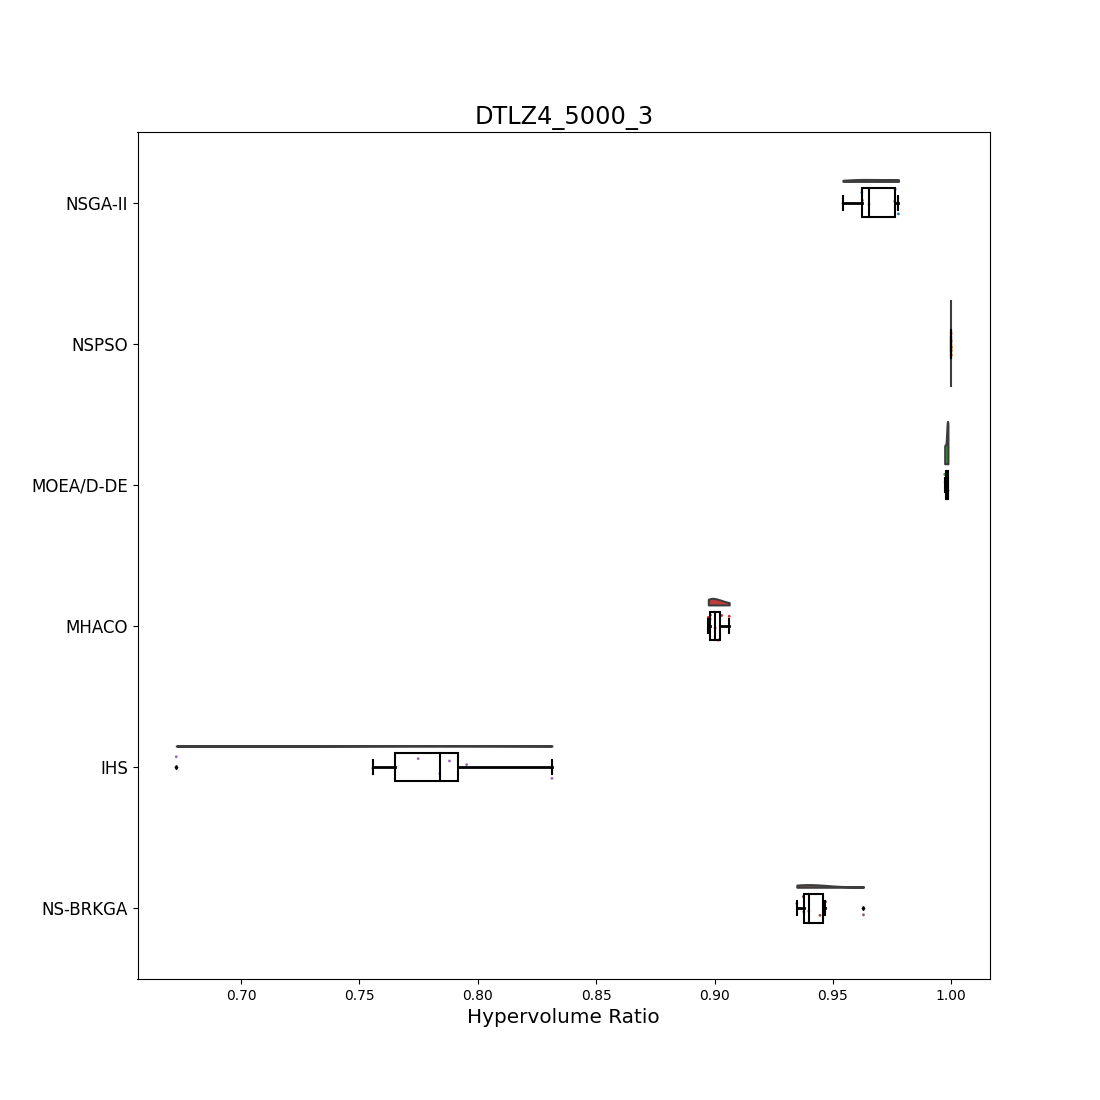 DTLZ4_5000_3
NSGA-II
NSPSO
MOEA/D-DE
MHACO
IHS
NS-BRKGA
0.70 0.75 0.80 0.85 0.90 0.95 1.00
Hypervolume Ratio